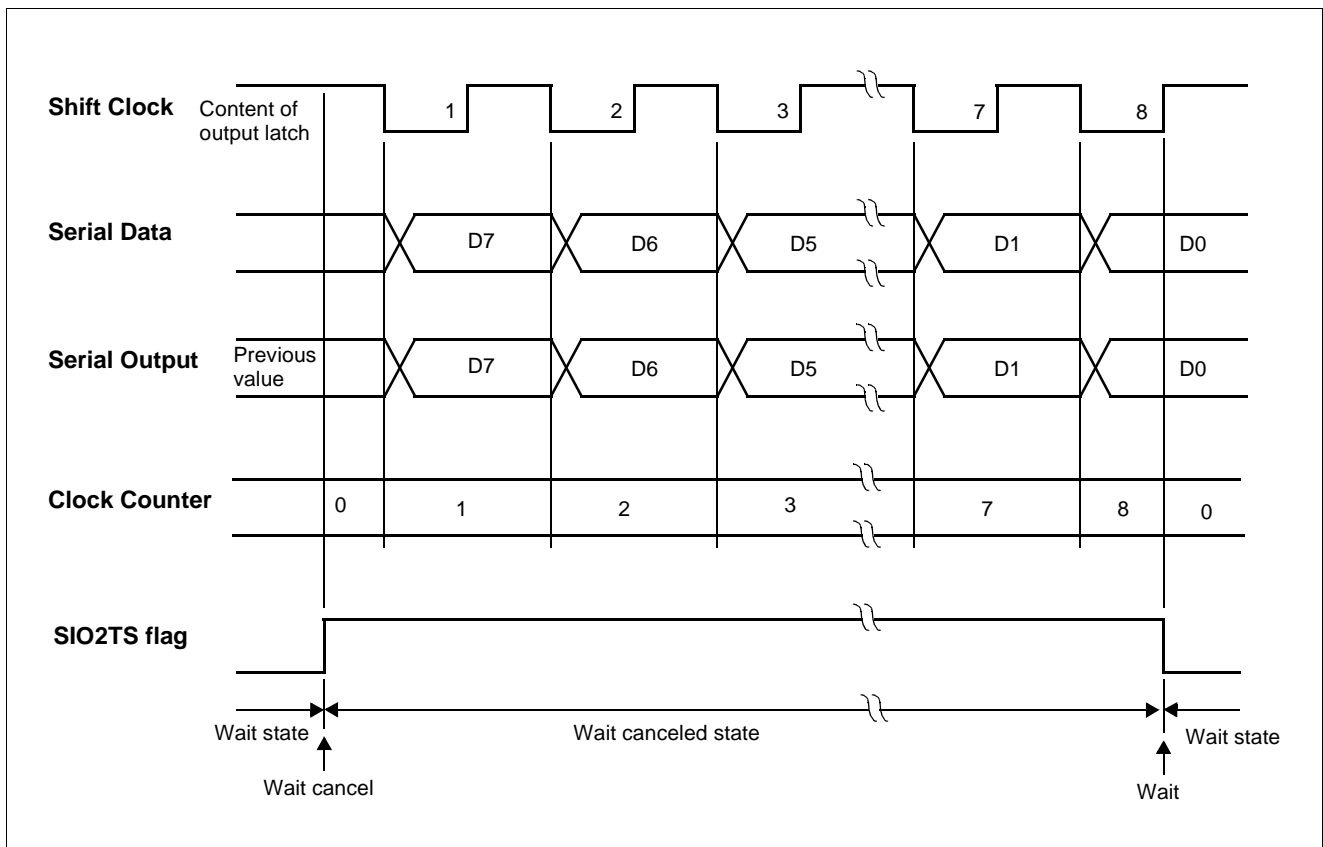 Shift Clock
Content of
output latch
1 2 3 7 8
Serial Data
D7 D6 D5 D1 D0
Serial Output
Previous
value
D7 D6 D5 D1 D0
Clock Counter
0 1 2 3 7 8 0
SIO2TS flag
Wait state Wait canceled state Wait state
Wait cancel Wait